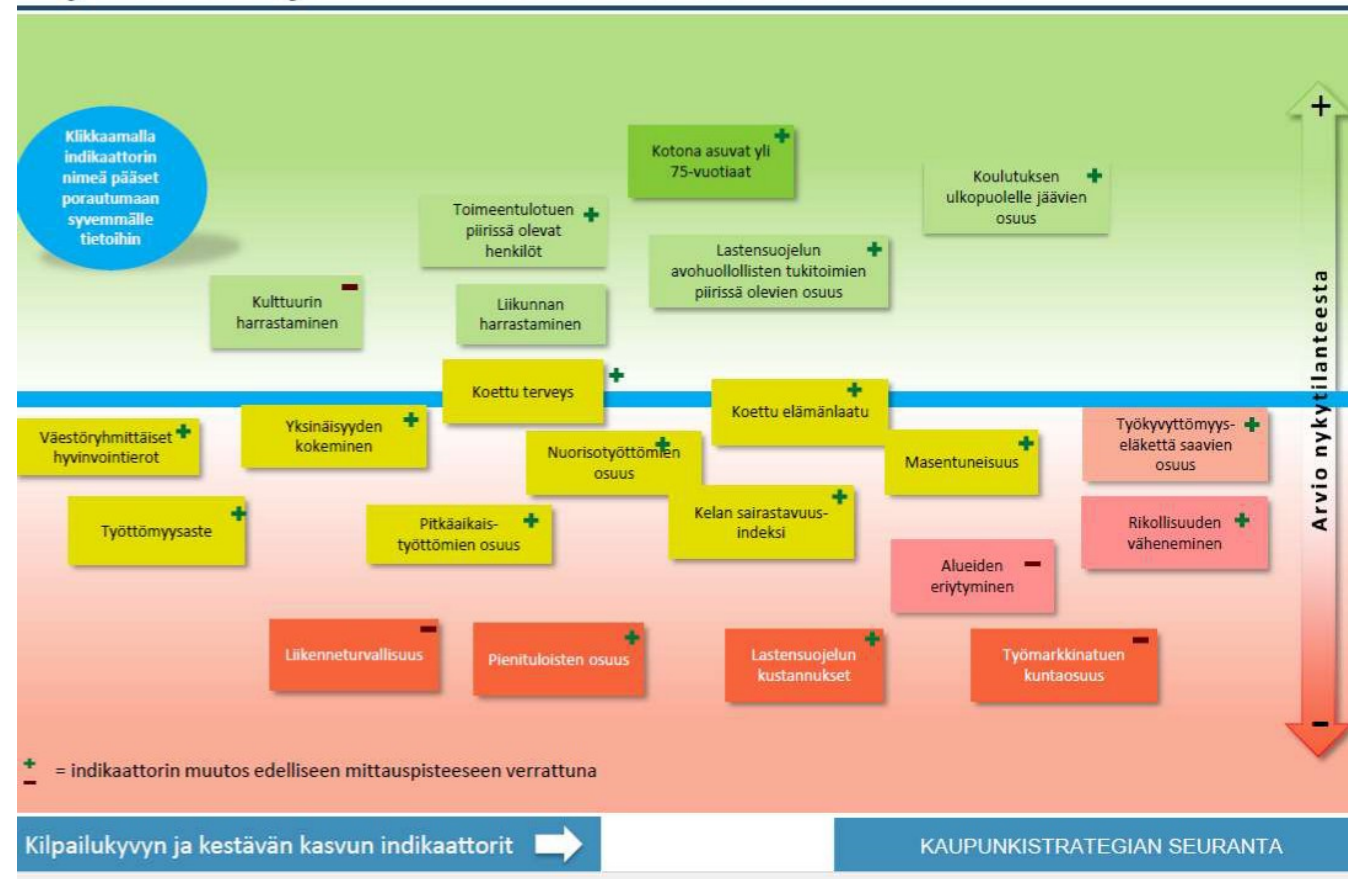 Klikkaamalla
indikaattorin
nimeä pääset
porautumaan
syvemmälle
tietoihin
+
Kotona asuvat yli
75-vuotiaat
+
Koulutuksen
ulkopuolelle jäävien
osuus
+
Toimeentulotuen
piirissä olevat
henkilöt
+
Lastensuojelun
avohuollollisten tukitoimien
piirissä olevien osuus
+
Kulttuurin
harrastaminen
-
Liikunnan
harrastaminen
Koettu terveys
+
Koettu elämänlaatu
+
Väestöryhmittäiset
hyvinvointierot
+
Yksinäisyyden
kokeminen
+
Nuorisotyöttömien
osuus
+
Masentuneisuus
+
Työkyvyttömyys-
eläkettä saavien
osuus
+
Työttömyysaste
+
Pitkäaikais-
työttömien osuus
+
Kelan sairastavuus-
indeksi
+
Rikollisuuden
väheneminen
+
Alueiden
eriytyminen
-
Liikenneturvallisuus
-
Pienituloisten osuus
+
Lastensuojelun
kustannukset
+
Työmarkkinatuen
kuntaosuus
-
Arvio nykytilanteesta
-
+
- = indikaattorin muutos edelliseen mittauspisteeseen verrattuna
Kilpailukyvyn ja kestävän kasvun indikaattorit
KAUPUNKISTRATEGIAN SEURANTA